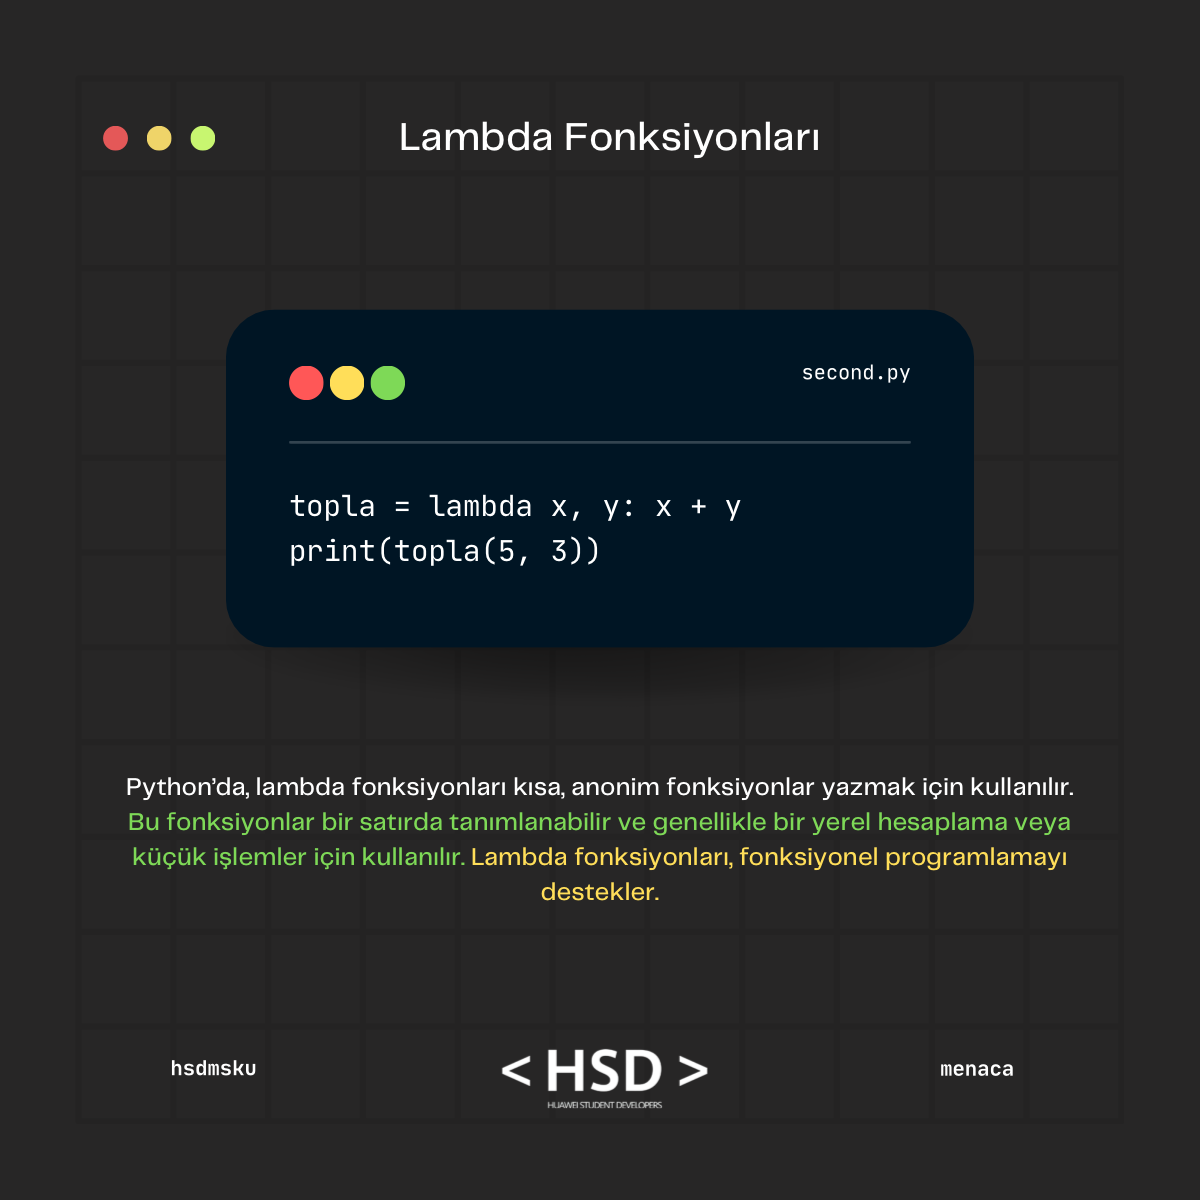 Lambda Fonksiyonları
second.py
topla = lambda x, y: x + y
print(topla(5, 3))
Python’da, lambda fonksiyonları kısa, anonim fonksiyonlar yazmak için kullanılır.
Bu fonksiyonlar bir satırda tanımlanabilir ve genellikle bir yerel hesaplama veya
küçük işlemler için kullanılır. Lambda fonksiyonları, fonksiyonel programlamayı
destekler.
hsdmsku
< HSD >
HUAWEI STUDENT DEVELOPERS
menaca